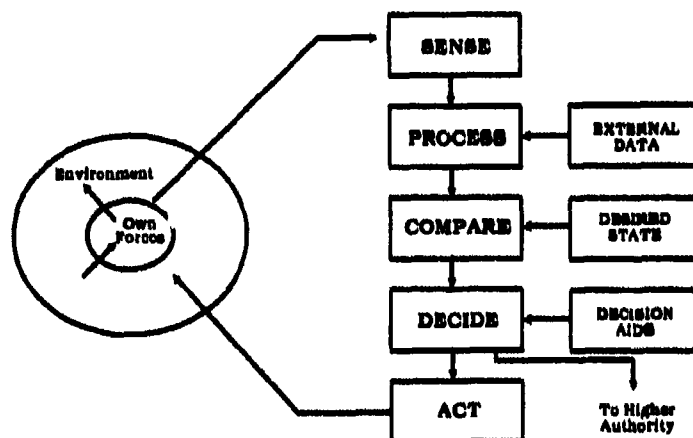 SENSE
PROCESS
EXTERNAL
DATA
Environment
Own
Forces
COMPARE
DESIRED
STATE
DECIDE
DECISION
AIDS
ACT
To Higher
Authority